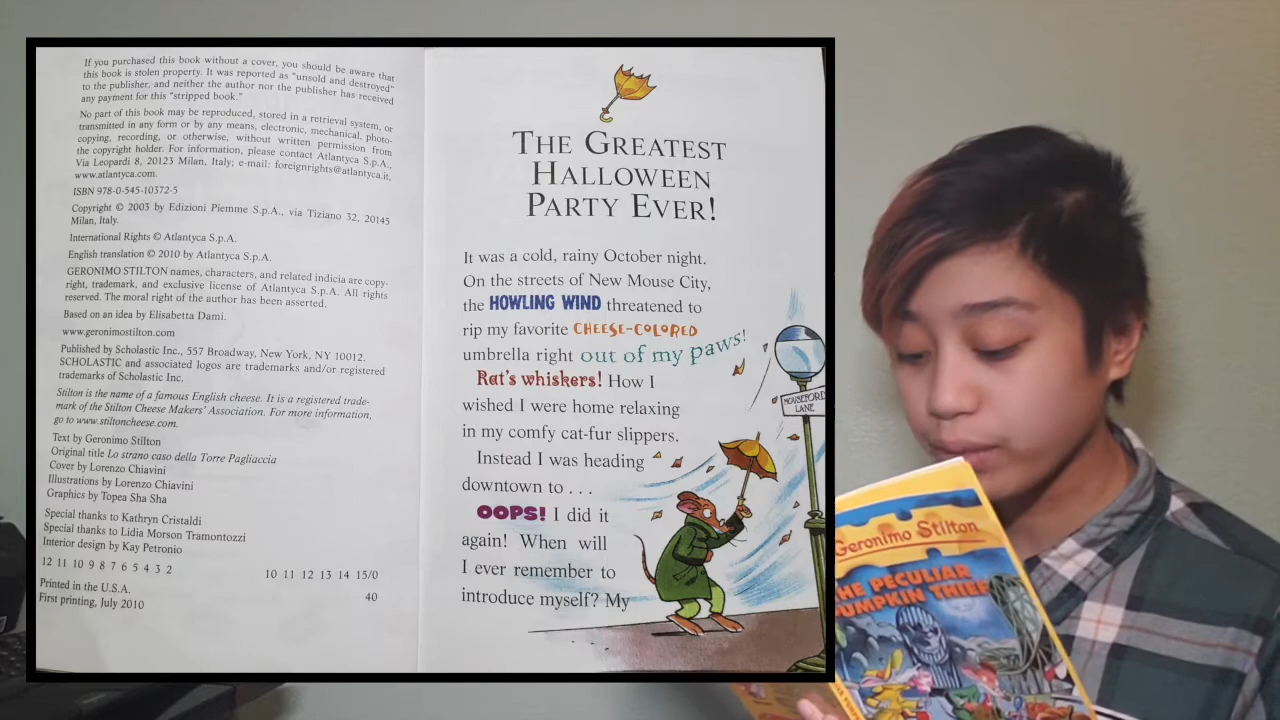 If you purchased this book without a cover, you should be aware that
this book is stolen property. It was reported as “unsold and destroyed”
to the publisher, and neither the author nor the publisher has received
any payment for this “stripped book.”
No part of this book may be reproduced, stored in a retrieval system, or
transmitted in any form or by any means, electronic, mechanical, photo-
copying, recording, or otherwise, without written permission from
the copyright holder. For information, please contact Atlantyca S.p.A.,
Via Leopardi 8, 20123 Milan, Italy; e-mail: foreignrights@atlantyca.it,
www.atlantyca.com.
ISBN 978-0-545-10372-5
Copyright © 2003 by Edizioni Piemme S.p.A., via Tiziano 32, 20145
Milan, Italy.
International Rights © Atlantyca S.p.A.
English translation © 2010 by Atlantyca S.p.A.
GERONIMO STILTON names, characters, and related indicia are copy-
right, trademark, and exclusive license of Atlantyca S.p.A. All rights
reserved. The moral right of the author has been asserted.
Based on an idea by Elisabetta Dami.
www.geronimostilton.com
Published by Scholastic Inc., 557 Broadway, New York, NY 10012.
SCHOLASTIC and associated logos are trademarks and/or registered
trademarks of Scholastic Inc.
Stilton is the name of a famous English cheese. It is a registered trade-
mark of the Stilton Cheese Makers' Association. For more information,
go to www.stiltoncheese.com.
Text by Geronimo Stilton
Original title Lo strano caso della Torre Pagliaccia
Cover by Lorenzo Chiavini
Illustrations by Lorenzo Chiavini
Graphics by Topea Sha Sha
Special thanks to Kathryn Cristaldi
Special thanks to Lidia Morson Tramontozzi
Interior design by Kay Petronio
12 11 10 9 8 7 6 5 4 3 2 10 11 12 13 14 15/0
Printed in the U.S.A. 40
First printing, July 2010
THE GREATEST
HALLOWEEN
PARTY EVER!
It was a cold, rainy October night.
On the streets of New Mouse City,
the HOWLING WIND threatened to
rip my favorite CHEESE-COLORED
umbrella right out of my paws!
Rat's whiskers! How I
wished I were home relaxing
in my comfy cat-fur slippers.
Instead I was heading
downtown to . . .
OOPS! I did it
again! When will
I ever remember to
introduce myself? My
MOUSEFORD
LANE
Geronimo Stilton
THE PECULIAR
PUMPKIN THIEF